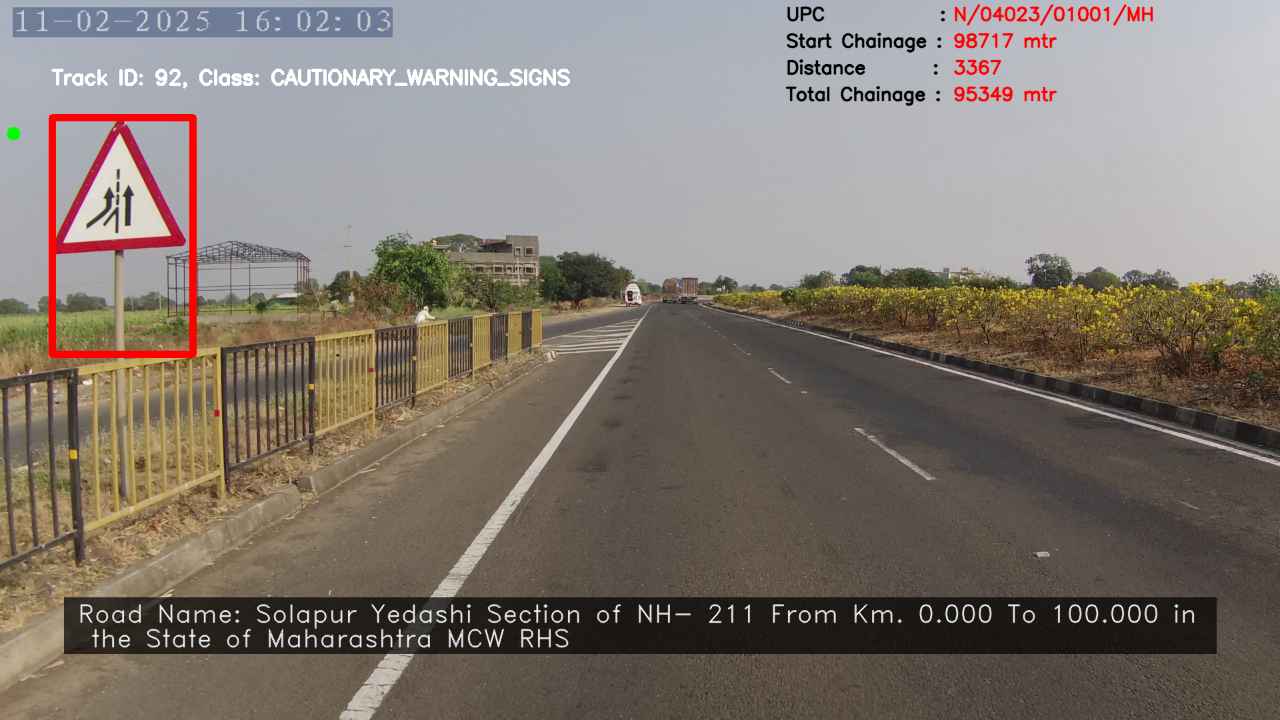 11-02-2025 16:02:03
UPC : N/04023/01001/MH
Start Chainage : 98717 mtr
Distance : 3367
Total Chainage : 95349 mtr
Track ID: 92, Class: CAUTIONARY_WARNING_SIGNS
Road Name: Solapur Yedashi Section of NH- 211 From Km. 0.000 To 100.000 in
the State of Maharashtra MCW RHS